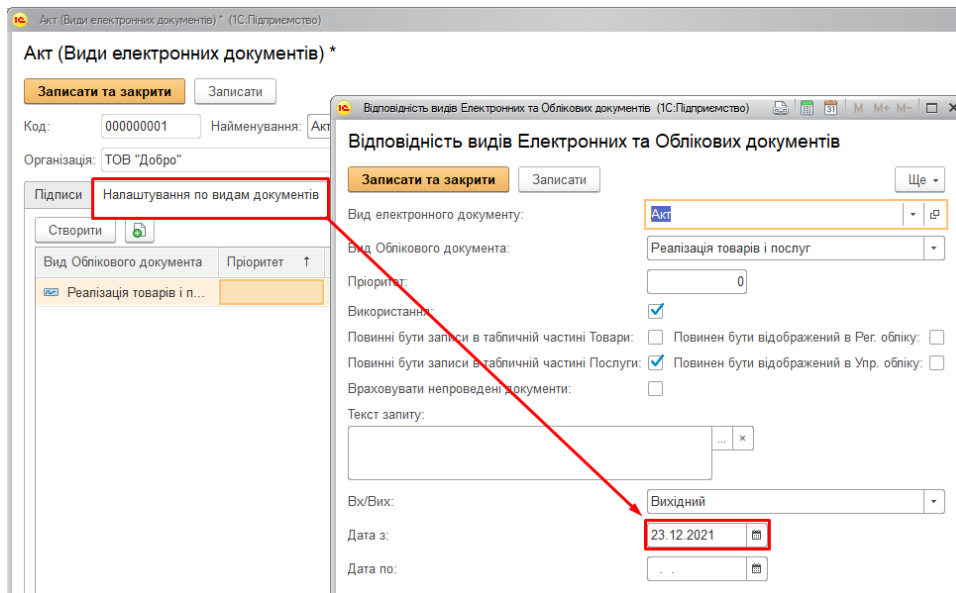 Акт (Види електронних документів) * (1С:Підприємство)
Акт (Види електронних документів) *
Записати та закрити Записати
Код: 000000001 Найменування: Акт
Організація: ТОВ "Добро"
Підписи Налаштування по видам документів
Створити
Вид Облікового документа Пріоритет ↑
Реалізація товарів і п...
Відповідність видів Електронних та Облікових документів (1С:Підприємство) 31 M M+ M-
Відповідність видів Електронних та Облікових документів
Записати та закрити Записати Ще
Вид електронного документу: Акт
Вид Облікового документа: Реалізація товарів і послуг
Пріоритет: 0
Використання:
Повинні бути записи в табличній частині Товари: Повинен бути відображений в Рег. обліку:
Повинні бути записи в табличній частині Послуги: Повинен бути відображений в Упр. обліку:
Враховувати непроведені документи:
Текст запиту:
... ×
Вх/Вих: Вихідний
Дата з: 23.12.2021
Дата по: . .